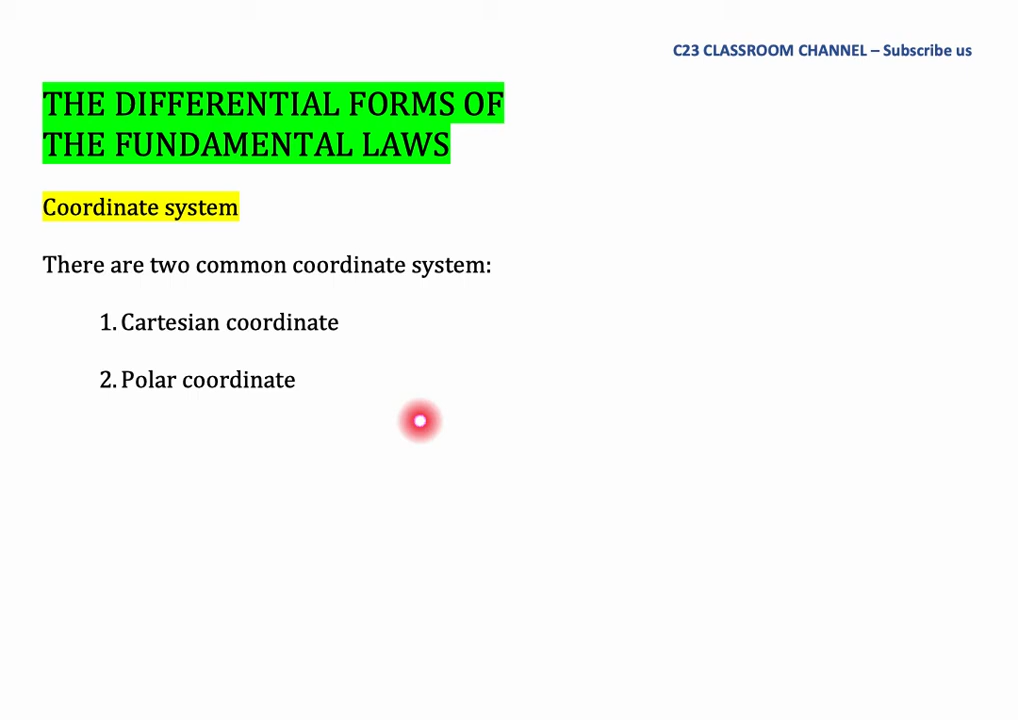 C23 CLASSROOM CHANNEL – Subscribe us
THE DIFFERENTIAL FORMS OF
THE FUNDAMENTAL LAWS
Coordinate system
There are two common coordinate system:
1. Cartesian coordinate
2. Polar coordinate